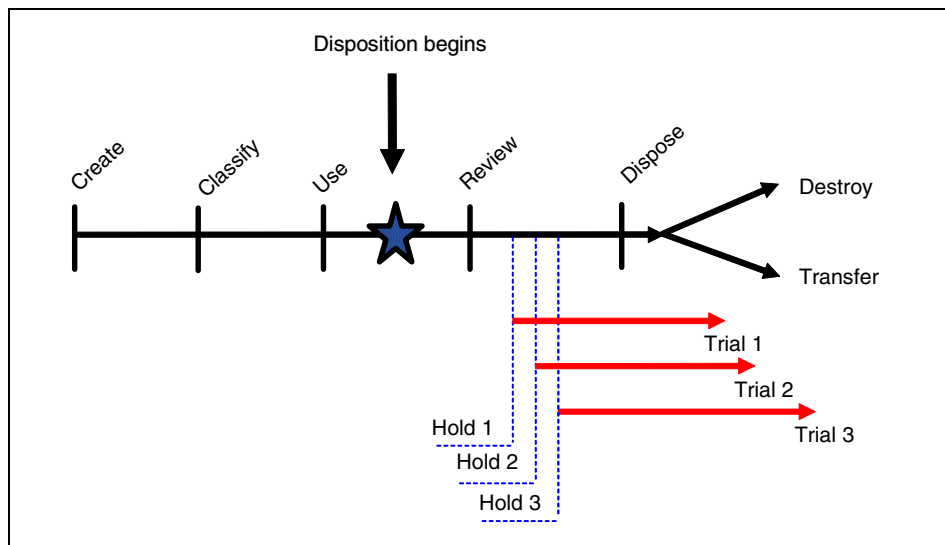 Disposition begins
Create
Classify
Use
Review
Dispose
Destroy
Transfer
Trial 1
Trial 2
Trial 3
Hold 1
Hold 2
Hold 3